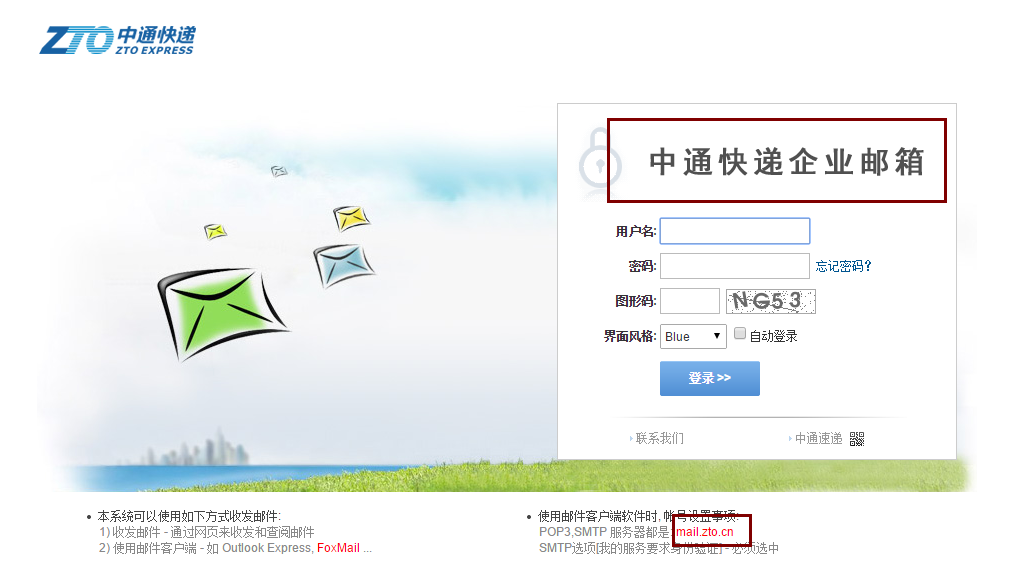 ZTO 中通快递
ZTO EXPRESS
中通快递企业邮箱
用户名:
密码: 忘记密码?
图形码: NG53
界面风格: Blue 自动登录
登录 >>
联系我们 中通速递
本系统可以使用如下方式收发邮件:
1) 收发邮件 - 通过网页来收发和查阅邮件
2) 使用邮件客户端 - 如 Outlook Express, FoxMail ...
使用邮件客户端软件时, 帐号设置事项:
POP3,SMTP 服务器都是: mail.zto.cn
SMTP选项[我的服务要求身份验证] - 必须选中